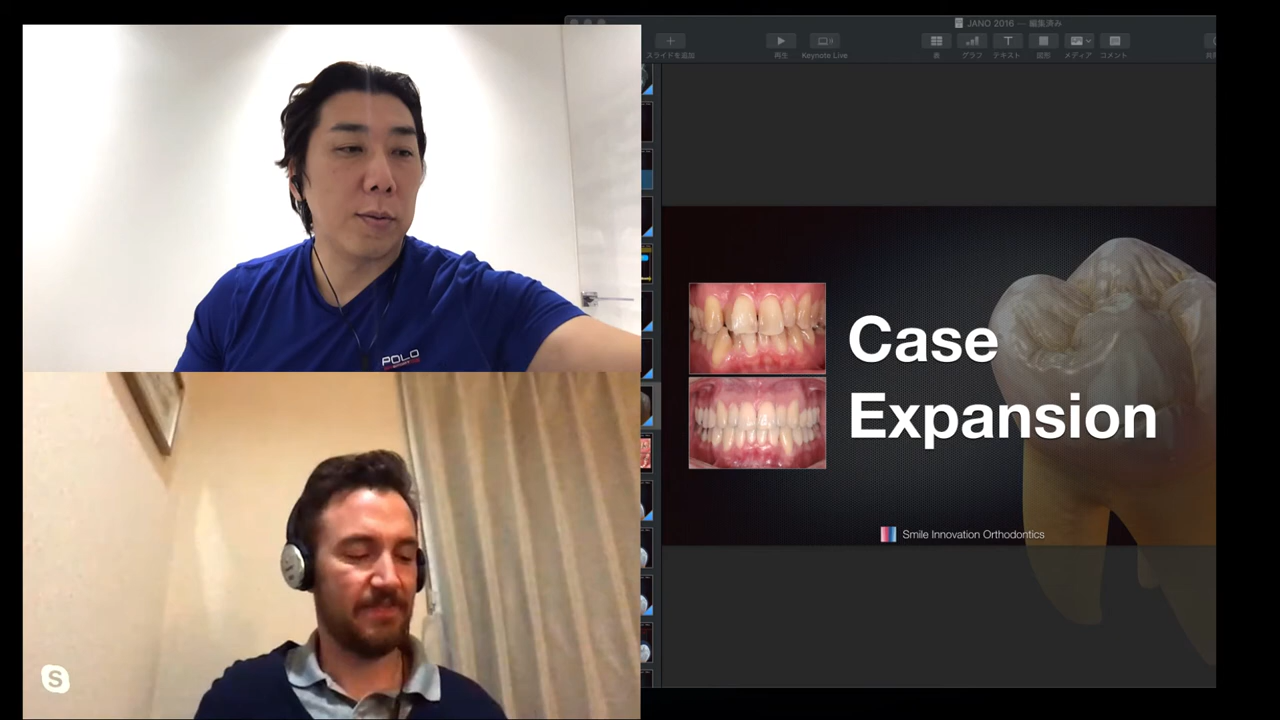 JANO 2016 — 編集済み
スライドを追加
再生
Keynote Live
表
グラフ
テキスト
図形
メディア
コメント
POLO
Case
Expansion
Smile Innovation Orthodontics
S